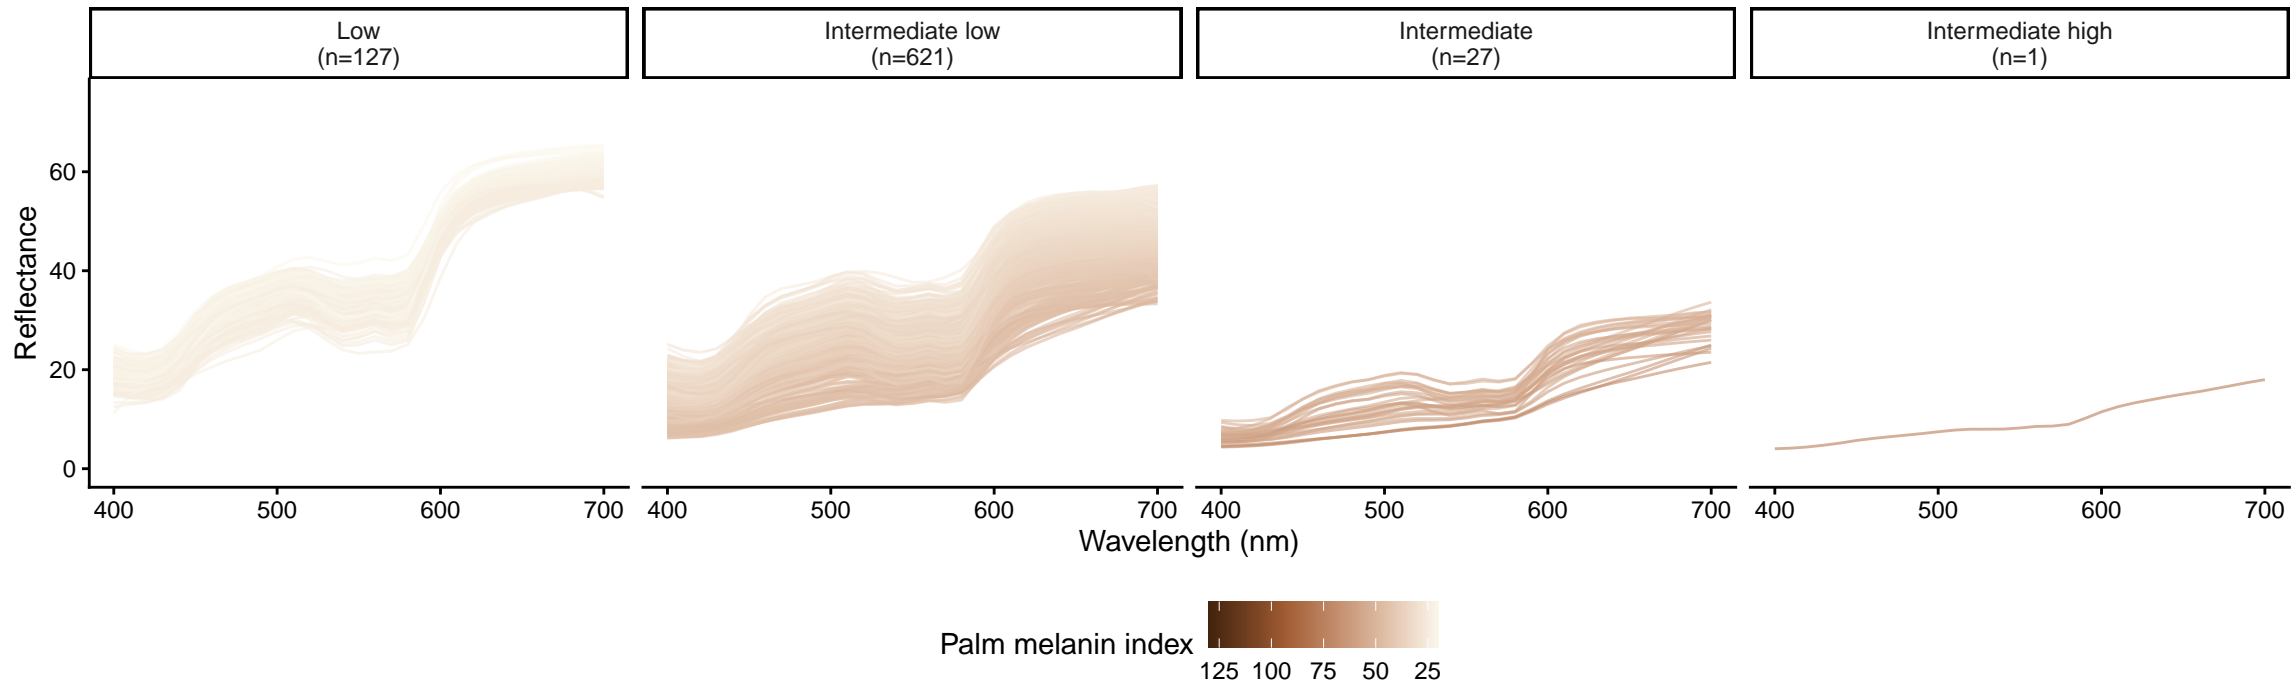 Low
(n=127)
Intermediate low
(n=621)
Intermediate
(n=27)
Intermediate high
(n=1)
Reflectance
60
40
20
0
400 500 600 700
400 500 600 700
400 500 600 700
400 500 600 700
Wavelength (nm)
Palm melanin index
125 100 75 50 25